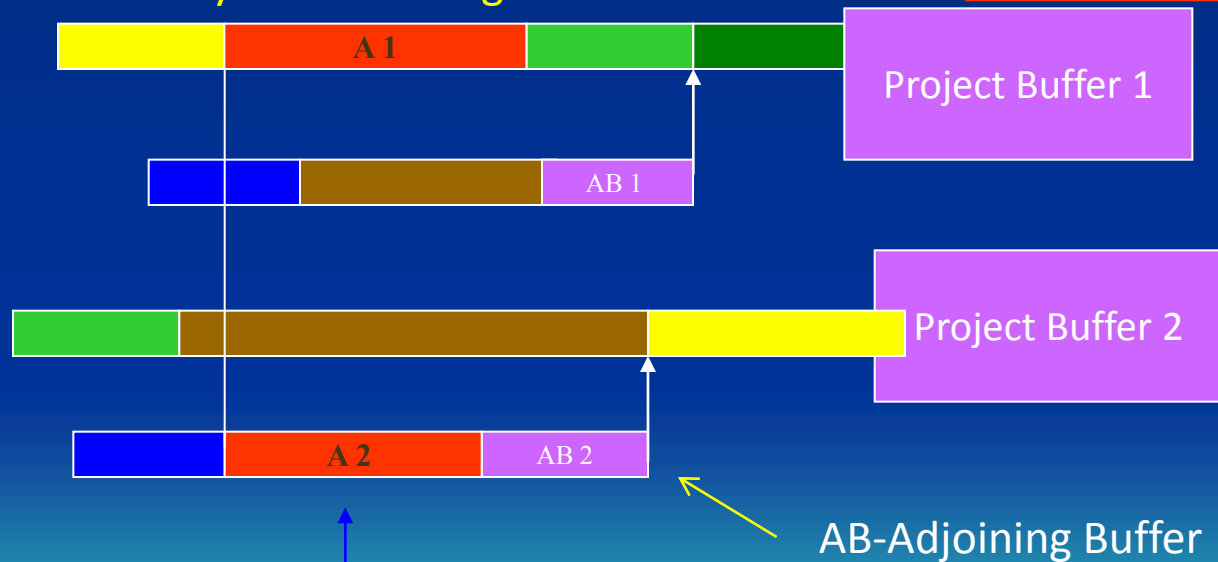 A 1
Project Buffer 1
AB 1
Project Buffer 2
A 2
AB 2
AB-Adjoining Buffer